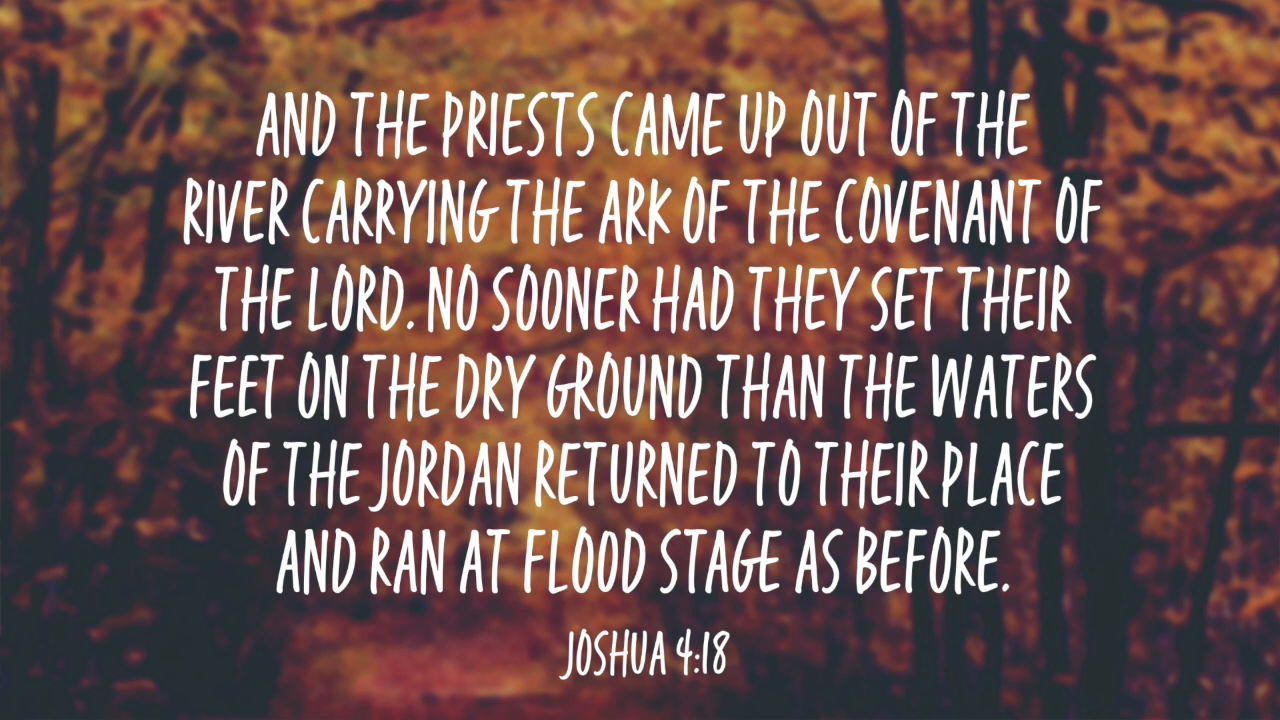 AND THE PRIESTS CAME UP OUT OF THE
RIVER CARRYING THE ARK OF THE COVENANT OF
THE LORD. NO SOONER HAD THEY SET THEIR
FEET ON THE DRY GROUND THAN THE WATERS
OF THE JORDAN RETURNED TO THEIR PLACE
AND RAN AT FLOOD STAGE AS BEFORE.
JOSHUA 4:18